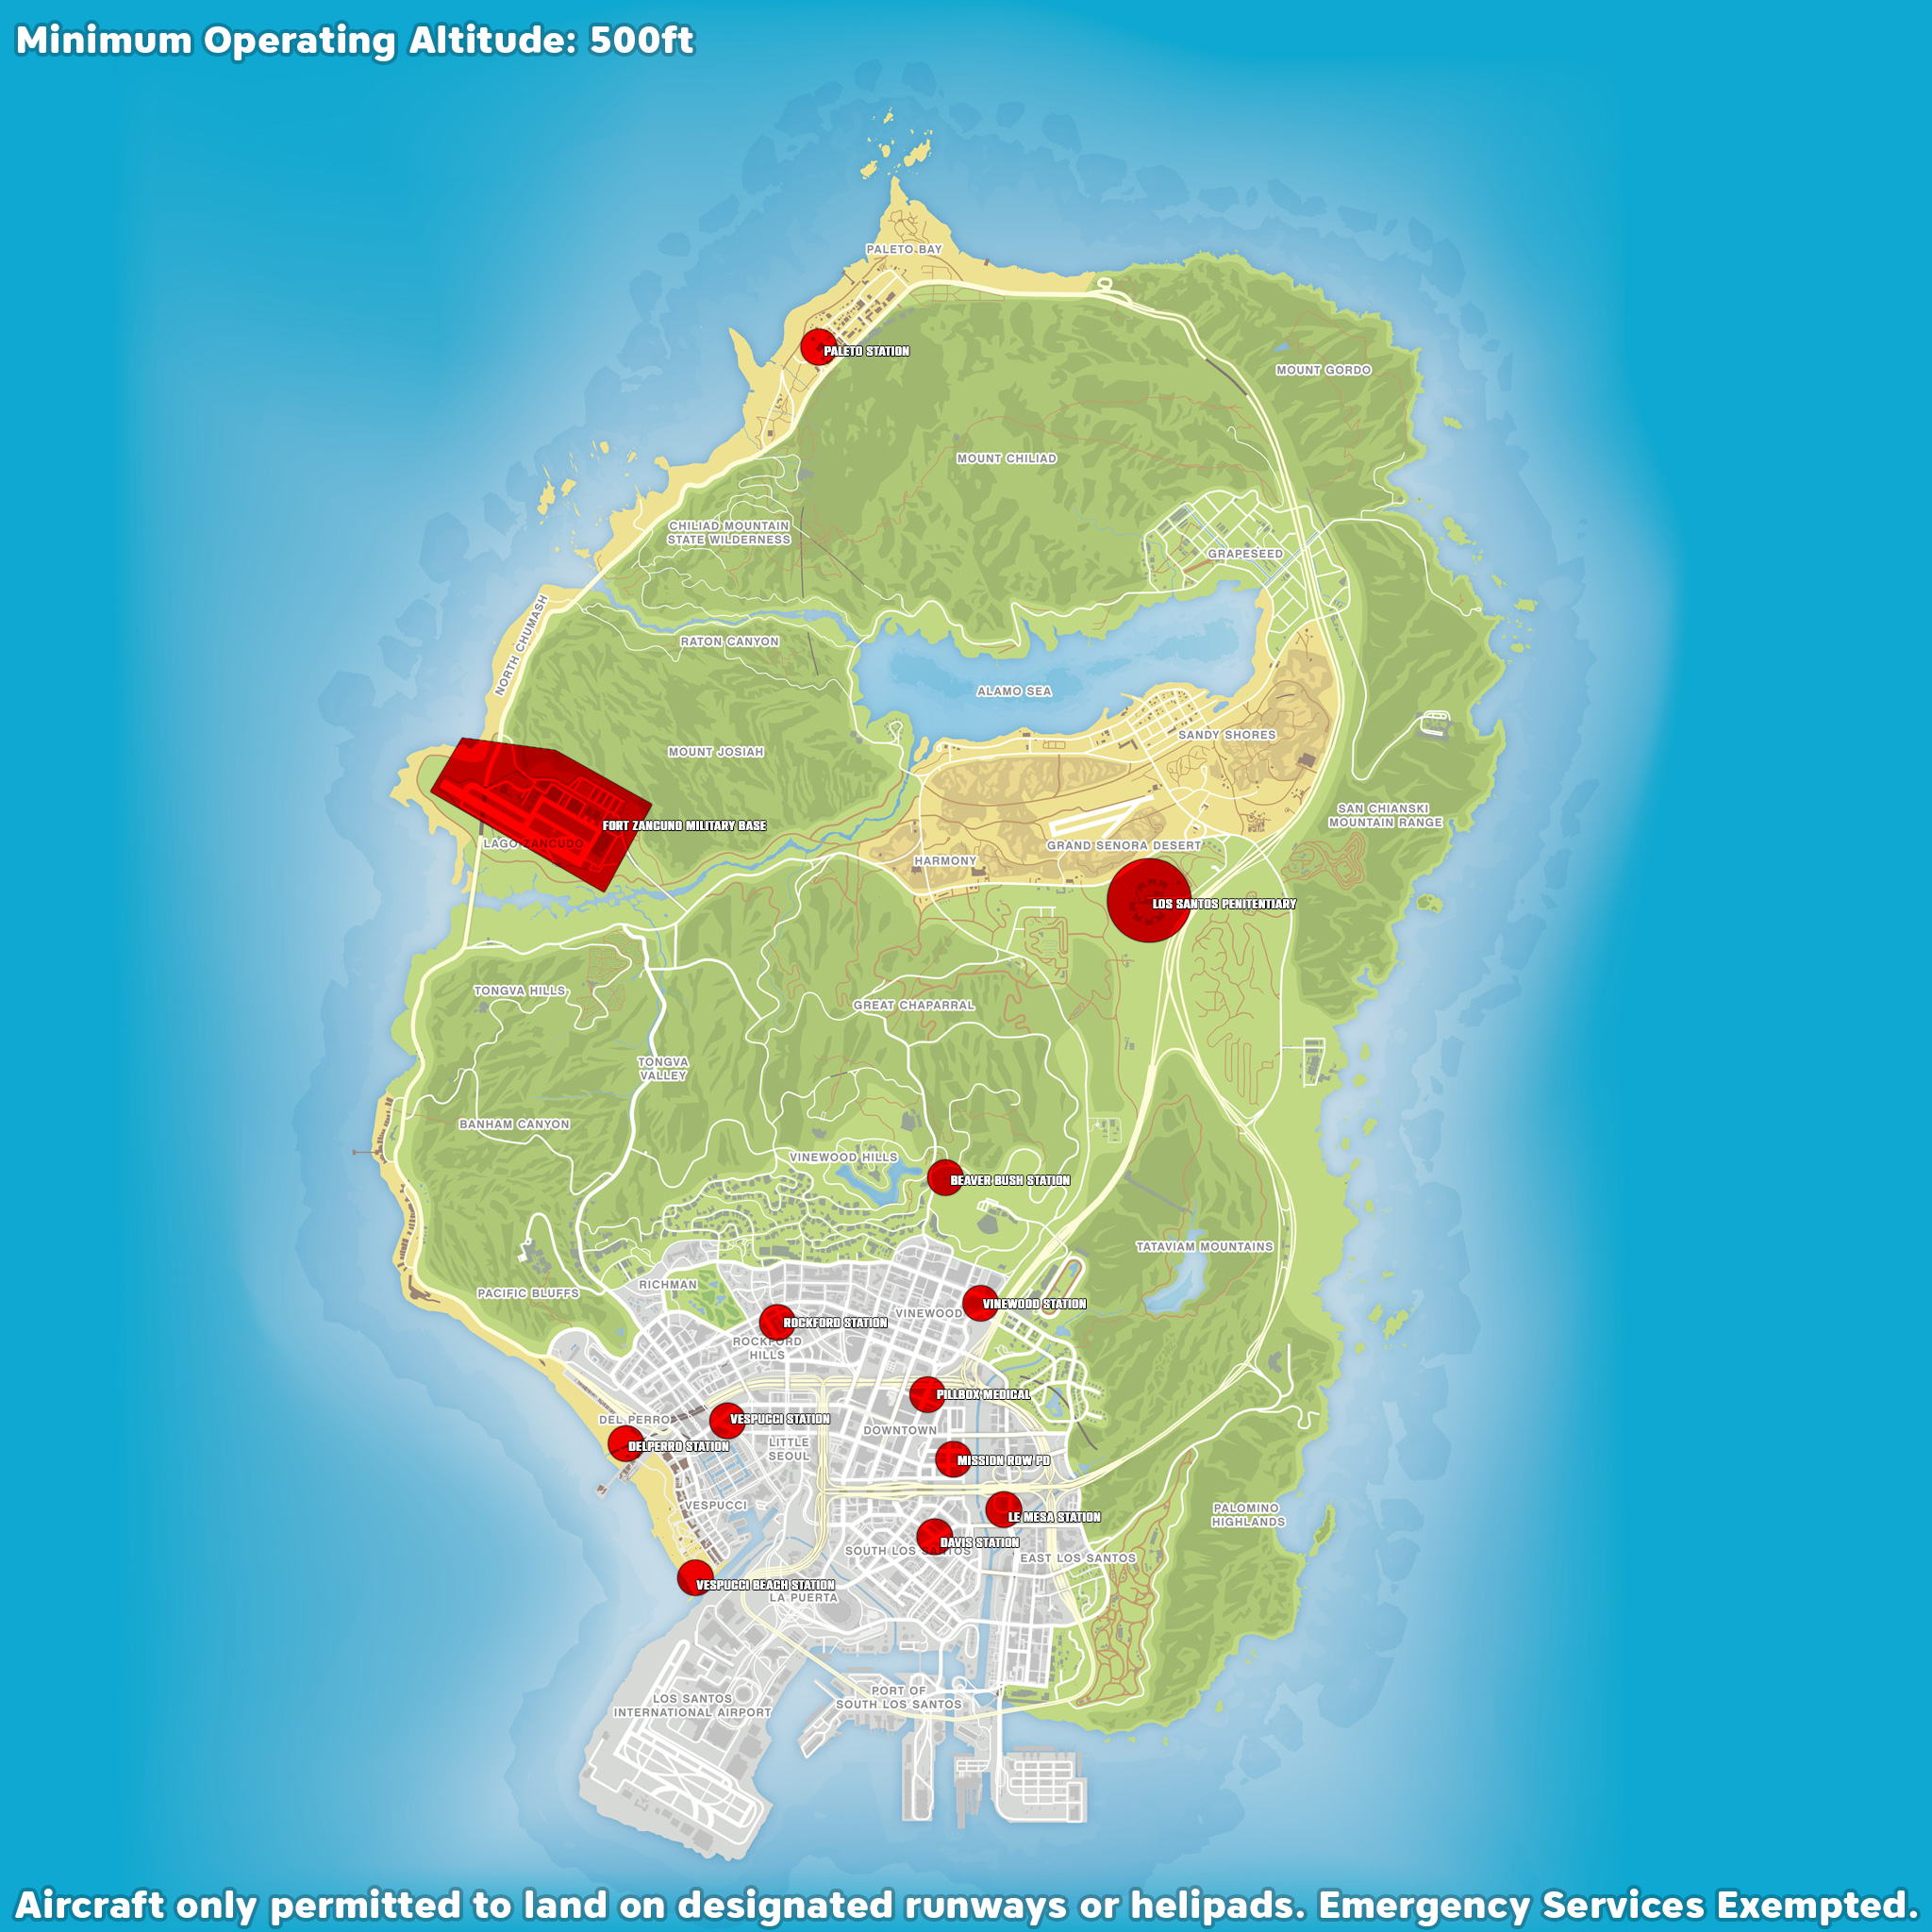 Minimum Operating Altitude: 500ft
PALETO BAY
PALETO STATION
MOUNT GORDO
MOUNT CHILIAD
CHILIAD MOUNTAIN
STATE WILDERNESS
GRAPESEED
NORTH CHUMASH
RATON CANYON
ALAMO SEA
SANDY SHORES
MOUNT JOSIAH
SAN CHIANSKI
MOUNTAIN RANGE
FORT ZANCUNO MILITARY BASE
LAGO ZANCUDO
GRAND SENORA DESERT
HARMONY
LOS SANTOS PENITENTIARY
TONGVA HILLS
GREAT CHAPARRAL
TONGVA
VALLEY
BANHAM CANYON
VINEWOOD HILLS
BEAVER BUSH STATION
TATAVIAM MOUNTAINS
RICHMAN
PACIFIC BLUFFS
VINEWOOD STATION
VINEWOOD
ROCKFORD STATION
ROCKFORD
HILLS
PILLBOX MEDICAL
DEL PERRO
VESPUCCI STATION
DOWNTOWN
DELPERRO STATION
LITTLE
SEOUL
MISSION ROW PD
VESPUCCI
PALOMINO
HIGHLANDS
LE MESA STATION
DAVIS STATION
SOUTH LOS SANTOS
EAST LOS SANTOS
VESPUCCI BEACH STATION
LA PUERTA
LOS SANTOS
INTERNATIONAL AIRPORT
PORT OF
SOUTH LOS SANTOS
Aircraft only permitted to land on designated runways or helipads. Emergency Services Exempted.